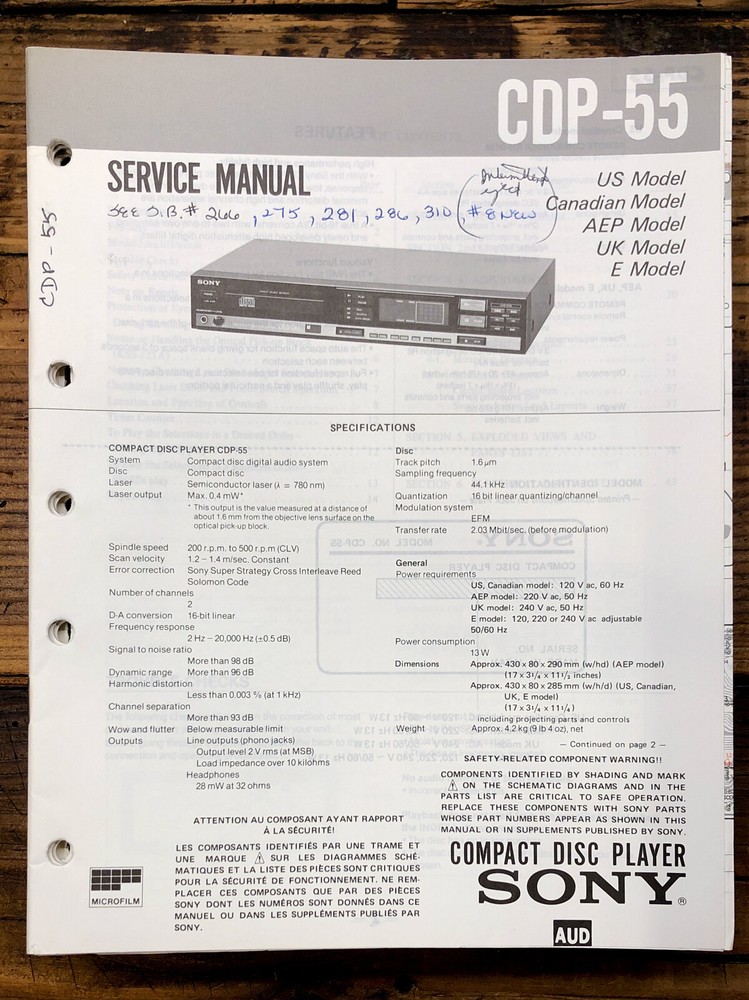 CDP-55
SERVICE MANUAL
US Model
Canadian Model
AEP Model
UK Model
E Model
SEE S.B.# 266, 275, 281, 286, 310, #8 New
CDP-55
SONY
SPECIFICATIONS
COMPACT DISC PLAYER CDP-55
System Compact disc digital audio system
Disc Compact disc
Laser Semiconductor laser (λ = 780 nm)
Laser output Max. 0.4 mW*
* This output is the value measured at a distance of
about 1.6 mm from the objective lens surface on the
optical pick-up block.
Spindle speed 200 r.p.m. to 500 r.p.m (CLV)
Scan velocity 1.2 – 1.4 m/sec. Constant
Error correction Sony Super Strategy Cross Interleave Reed
Solomon Code
Number of channels
2
D-A conversion 16-bit linear
Frequency response
2 Hz – 20,000 Hz (±0.5 dB)
Signal to noise ratio
More than 98 dB
Dynamic range More than 96 dB
Harmonic distortion
Less than 0.003 % (at 1 kHz)
Channel separation
More than 93 dB
Wow and flutter Below measurable limit
Outputs Line outputs (phono jacks)
Output level 2 V rms (at MSB)
Load impedance over 10 kilohms
Headphones
28 mW at 32 ohms
Disc
Track pitch 1.6 μm
Sampling frequency
44.1 kHz
Quantization 16 bit linear quantizing/channel
Modulation system
EFM
Transfer rate 2.03 Mbit/sec. (before modulation)
General
Power requirements
US, Canadian model: 120 V ac, 60 Hz
AEP model: 220 V ac, 50 Hz
UK model: 240 V ac, 50 Hz
E model: 120, 220 or 240 V ac adjustable
50/60 Hz
Power consumption
13 W
Dimensions Approx. 430 x 80 x 290 mm (w/hd) (AEP model)
(17 x 3 1/4 x 11 1/2 inches)
Approx. 430 x 80 x 285 mm (w/h/d) (US, Canadian,
UK, E model)
(17 x 3 1/4 x 11 1/4)
including projecting parts and controls
Weight Approx. 4.2 kg (9 lb 4 oz), net
– Continued on page 2 –
SAFETY-RELATED COMPONENT WARNING!!
COMPONENTS IDENTIFIED BY SHADING AND MARK
⚠ ON THE SCHEMATIC DIAGRAMS AND IN THE
PARTS LIST ARE CRITICAL TO SAFE OPERATION.
REPLACE THESE COMPONENTS WITH SONY PARTS
WHOSE PART NUMBERS APPEAR AS SHOWN IN THIS
MANUAL OR IN SUPPLEMENTS PUBLISHED BY SONY.
ATTENTION AU COMPOSANT AYANT RAPPORT
À LA SÉCURITÉ!
LES COMPOSANTS IDENTIFIÉS PAR UNE TRAME ET
UNE MARQUE ⚠ SUR LES DIAGRAMMES SCHÉ-
MATIQUES ET LA LISTE DES PIÈCES SONT CRITIQUES
POUR LA SÉCURITÉ DE FONCTIONNEMENT. NE REM-
PLACER CES COMPOSANTS QUE PAR DES PIÈCES
SONY DONT LES NUMÉROS SONT DONNÉS DANS CE
MANUEL OU DANS LES SUPPLÉMENTS PUBLIÉS PAR
SONY.
MICROFILM
COMPACT DISC PLAYER
SONY®
AUD